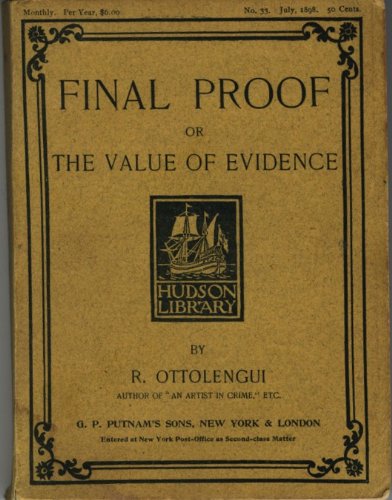 Monthly. Per Year, $6.00 No. 33. July, 1898. 50 Cents.
FINAL PROOF
OR
THE VALUE OF EVIDENCE
HUDSON
LIBRARY
BY
R. OTTOLENGUI
AUTHOR OF "AN ARTIST IN CRIME," ETC.
G. P. PUTNAM'S SONS, NEW YORK & LONDON
Entered at New York Post-Office as Second-class Matter